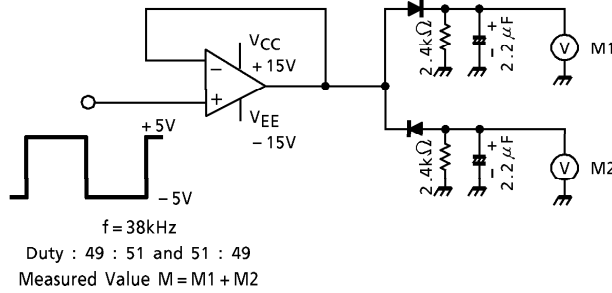 VCC
+15V
−
+
VEE
−15V
2.4kΩ
+
−
2.2μF
V
M1
2.4kΩ
+
−
2.2μF
V
M2
+5V
−5V
f=38kHz
Duty : 49 : 51 and 51 : 49
Measured Value M=M1+M2